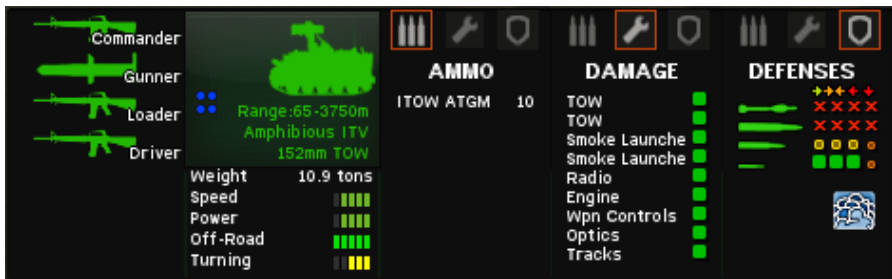 Commander
Gunner
Loader
Driver
Range:65-3750m
Amphibious ITV
152mm TOW
Weight 10.9 tons
Speed
Power
Off-Road
Turning
AMMO
ITOW ATGM 10
DAMAGE
TOW
TOW
Smoke Launche
Smoke Launche
Radio
Engine
Wpn Controls
Optics
Tracks
DEFENSES